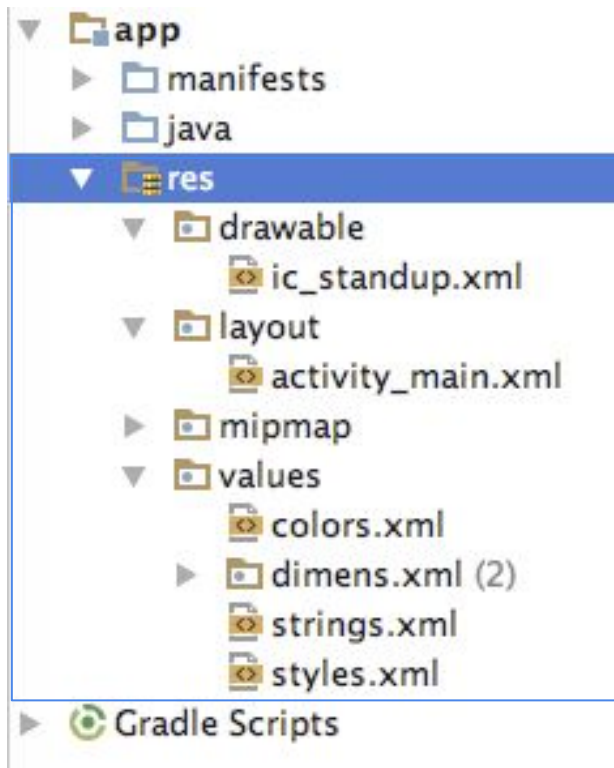 app
manifests
java
res
drawable
ic_standup.xml
layout
activity_main.xml
mipmap
values
colors.xml
dimens.xml (2)
strings.xml
styles.xml
Gradle Scripts